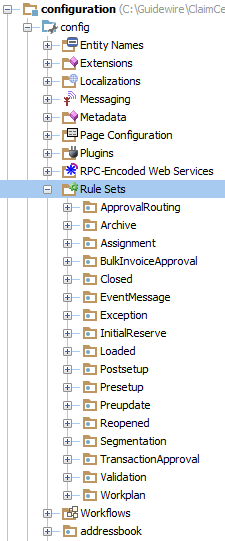 configuration (C:\Guidewire\ClaimCe
config
Entity Names
Extensions
Localizations
Messaging
Metadata
Page Configuration
Plugins
RPC-Encoded Web Services
Rule Sets
ApprovalRouting
Archive
Assignment
BulkInvoiceApproval
Closed
EventMessage
Exception
InitialReserve
Loaded
Postsetup
Presetup
Preupdate
Reopened
Segmentation
TransactionApproval
Validation
Workplan
Workflows
addressbook